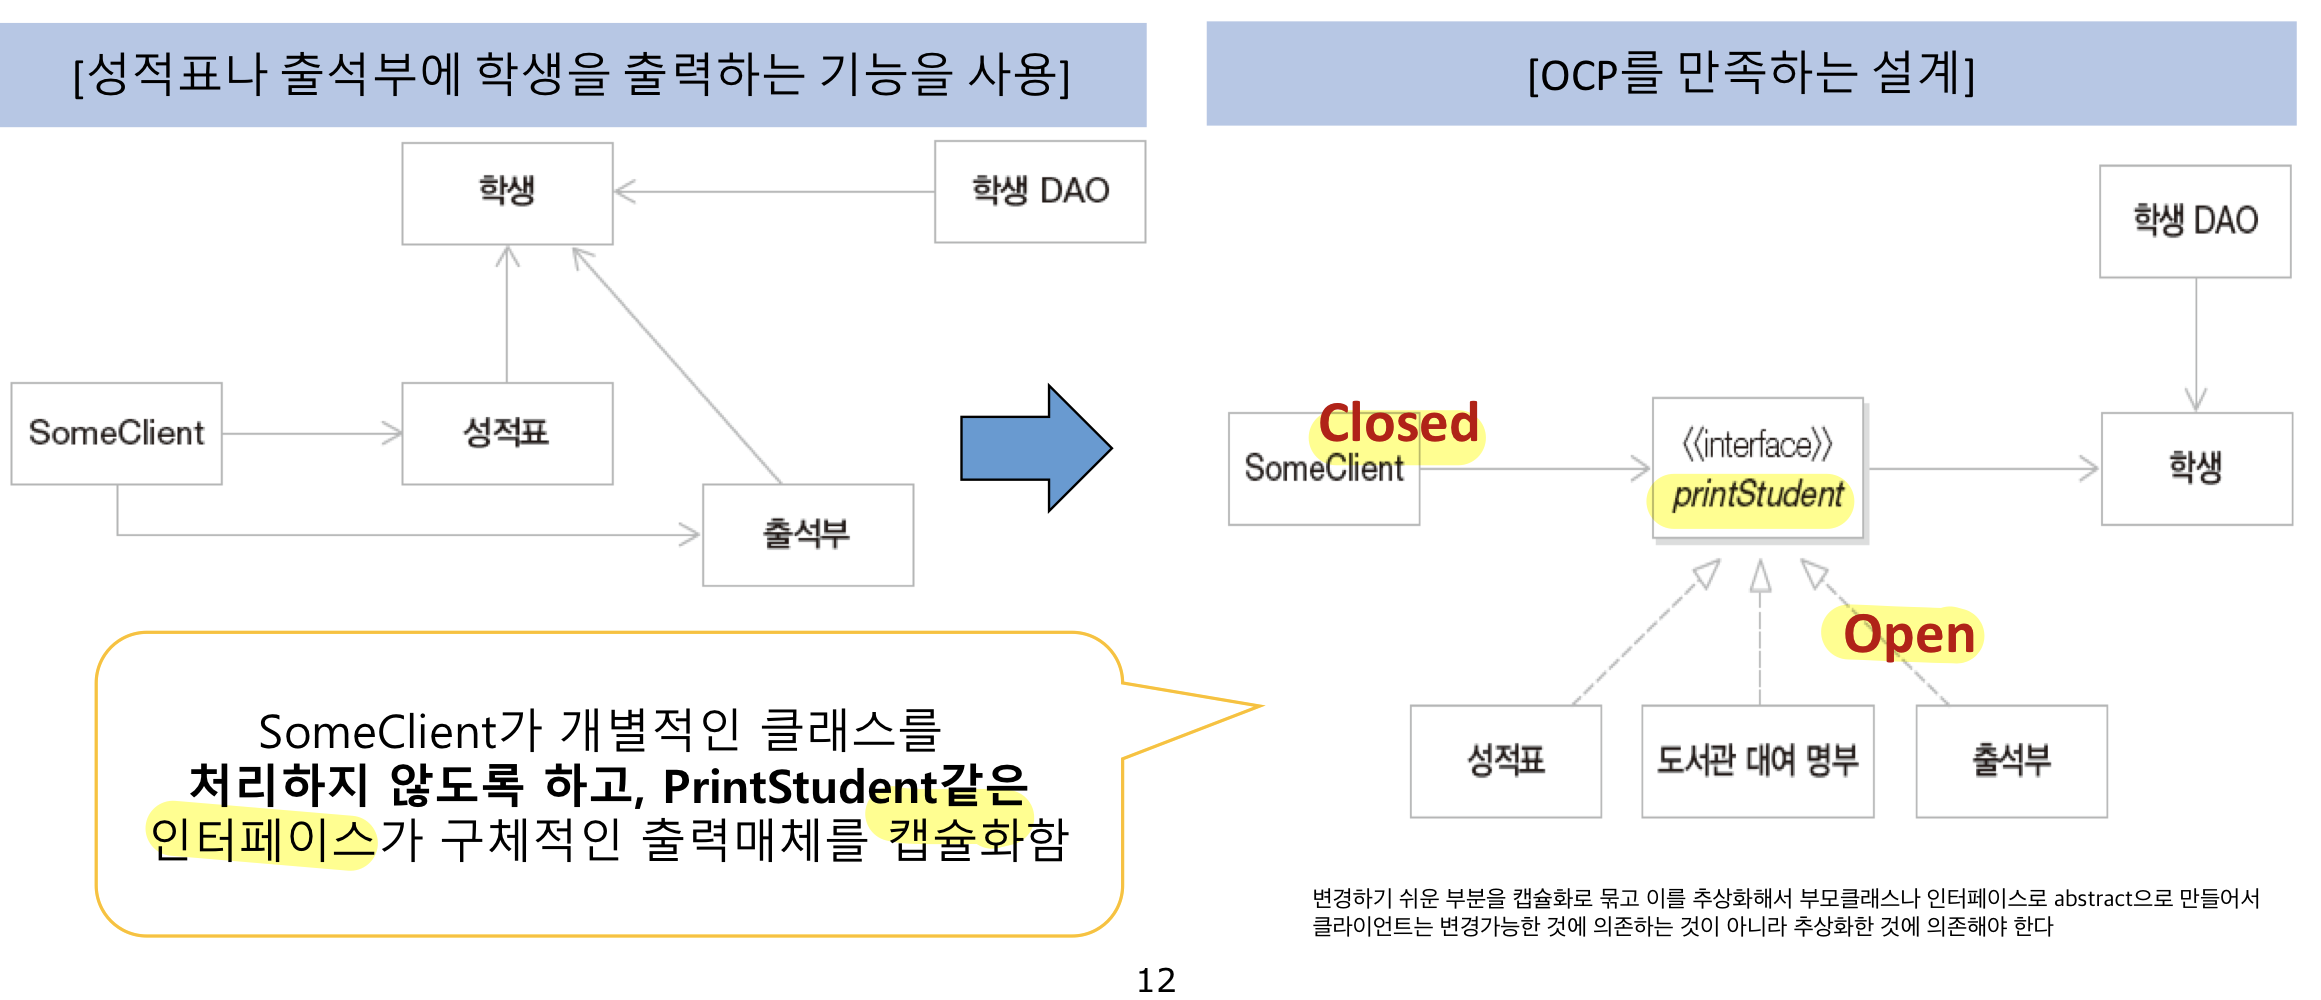 [성적표나 출석부에 학생을 출력하는 기능을 사용]
학생
학생 DAO
SomeClient
성적표
출석부
SomeClient가 개별적인 클래스를
처리하지 않도록 하고, PrintStudent같은
인터페이스가 구체적인 출력매체를 캡슐화함
[OCP를 만족하는 설계]
학생 DAO
Closed
SomeClient
《interface》
printStudent
학생
Open
성적표
도서관 대여 명부
출석부
변경하기 쉬운 부분을 캡슐화로 묶고 이를 추상화해서 부모클래스나 인터페이스로 abstract으로 만들어서
클라이언트는 변경가능한 것에 의존하는 것이 아니라 추상화한 것에 의존해야 한다
12